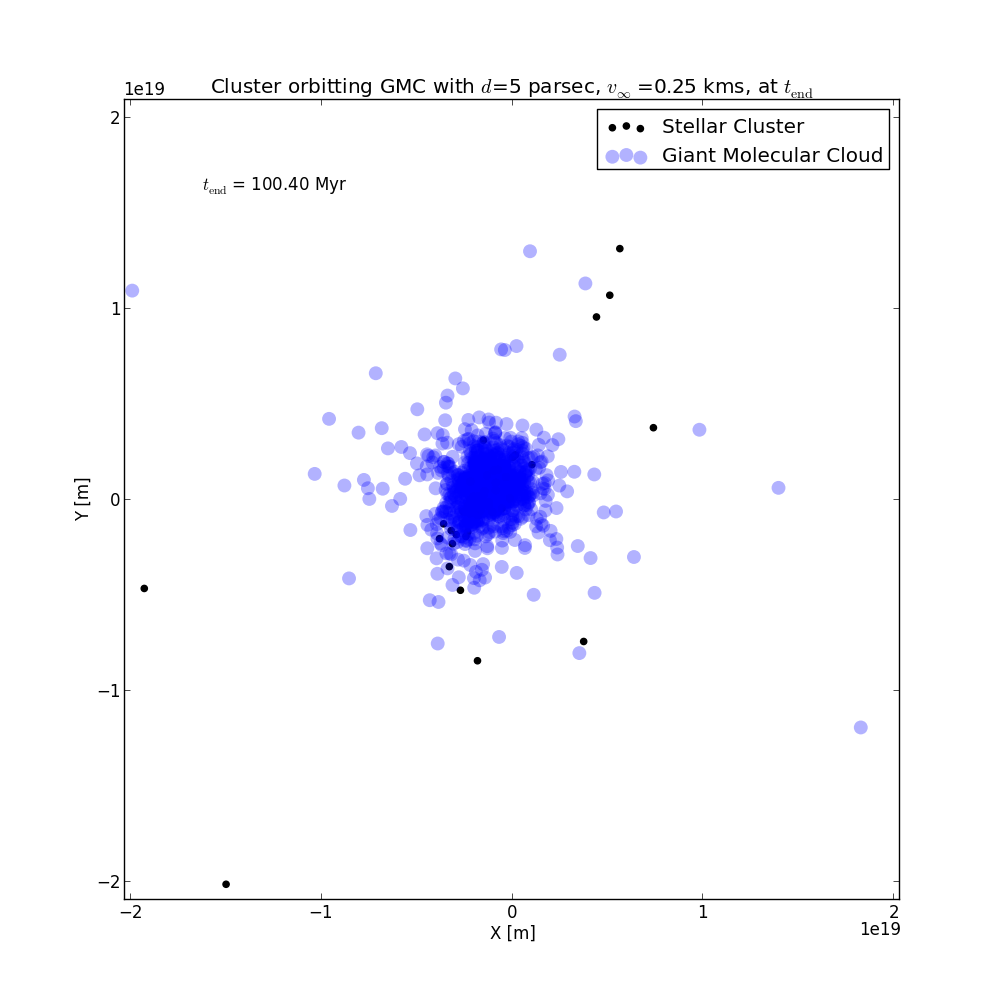 Cluster orbitting GMC with d=5 parsec, v∞ =0.25 kms, at t_end
1e19
Stellar Cluster
Giant Molecular Cloud
t_end = 100.40 Myr
2
1
0
−1
−2
Y [m]
−2 −1 0 1 2
X [m]
1e19